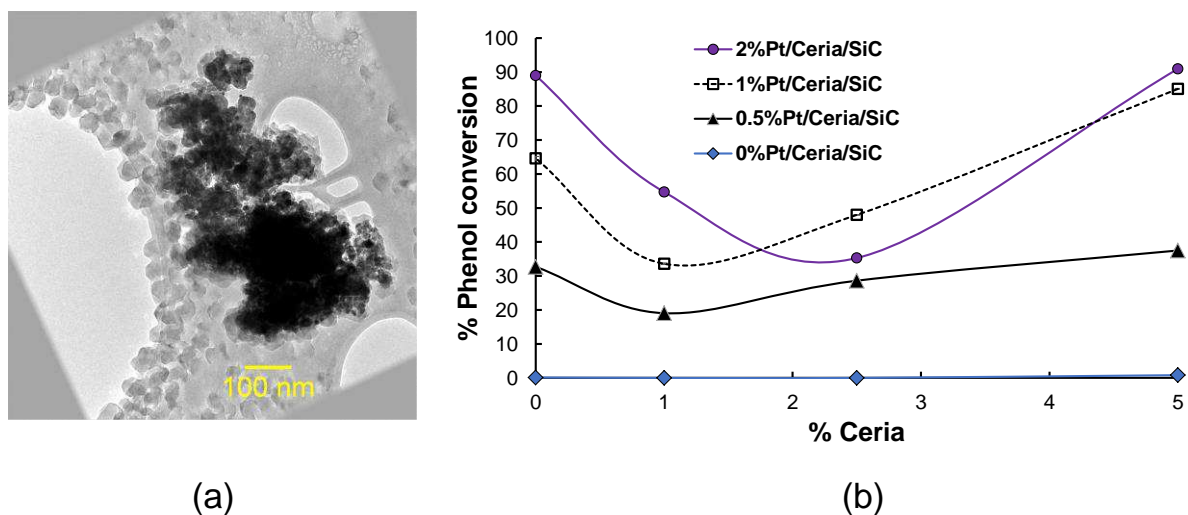 100 nm
(a)
% Phenol conversion
100
90
80
70
60
50
40
30
20
10
0
2%Pt/Ceria/SiC
1%Pt/Ceria/SiC
0.5%Pt/Ceria/SiC
0%Pt/Ceria/SiC
0 1 2 3 4 5
% Ceria
(b)